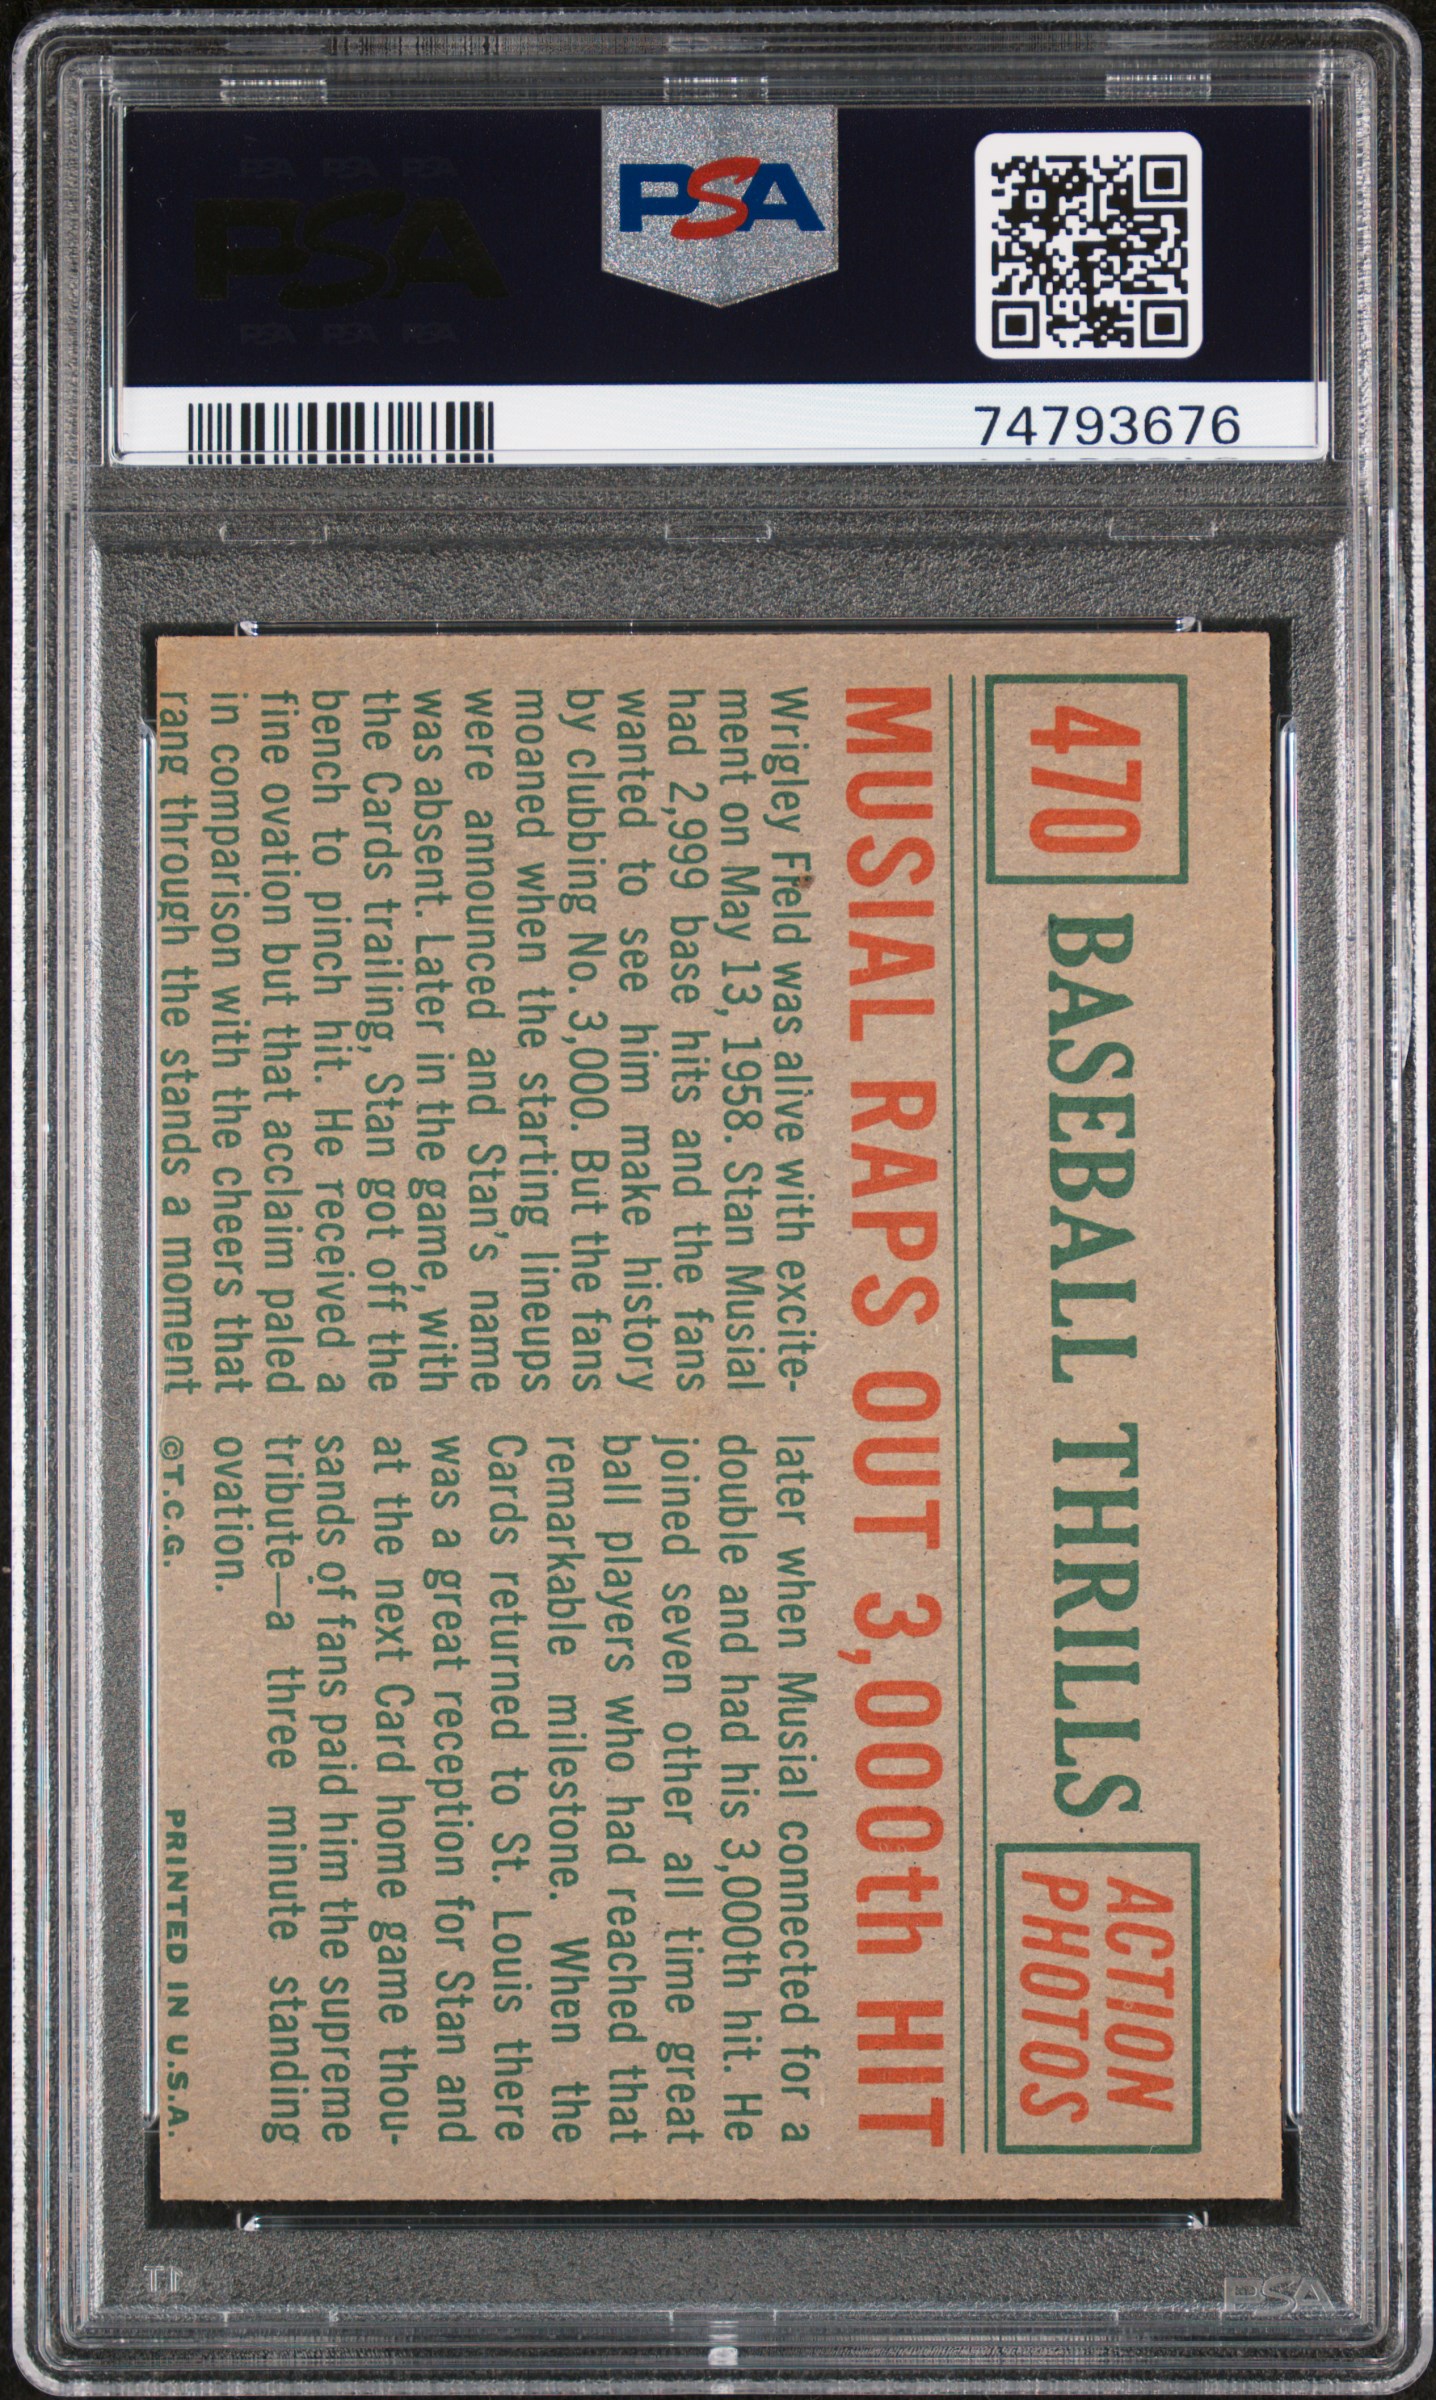 PSA PSA PSA
PSA
PSA PSA PSA
PSA
74793676
470
BASEBALL THRILLS
ACTION
PHOTOS
MUSIAL RAPS OUT 3,000th HIT
Wrigley Field was alive with excite-
ment on May 13, 1958. Stan Musial
had 2,999 base hits and the fans
wanted to see him make history
by clubbing No. 3,000. But the fans
moaned when the starting lineups
were announced and Stan's name
was absent. Later in the game, with
the Cards trailing, Stan got off the
bench to pinch hit. He received a
fine ovation but that acclaim paled
in comparison with the cheers that
rang through the stands a moment
later when Musial connected for a
double and had his 3,000th hit. He
joined seven other all time great
ball players who had reached that
remarkable milestone. When the
Cards returned to St. Louis there
was a great reception for Stan and
at the next Card home game thou-
sands of fans paid him the supreme
tribute—a three minute standing
ovation.
©T.C.G.
PRINTED IN U.S.A.
PSA